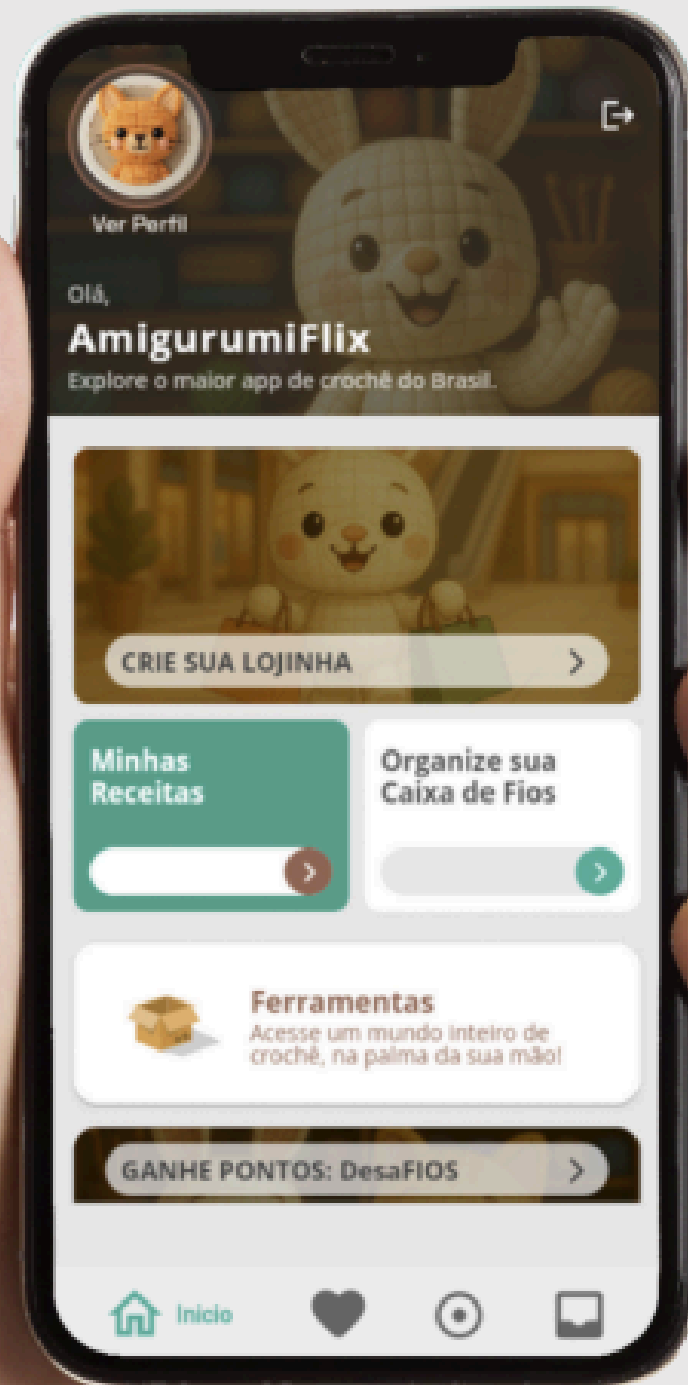 Ver Perfil
Olá,
AmigurumiFlix
Explore o maior app de crochê do Brasil.
CRIE SUA LOJINHA
Minhas
Receitas
Organize sua
Caixa de Fios
Ferramentas
Acesse um mundo inteiro de
crochê, na palma da sua mão!
GANHE PONTOS: DesaFIOS
Inicio